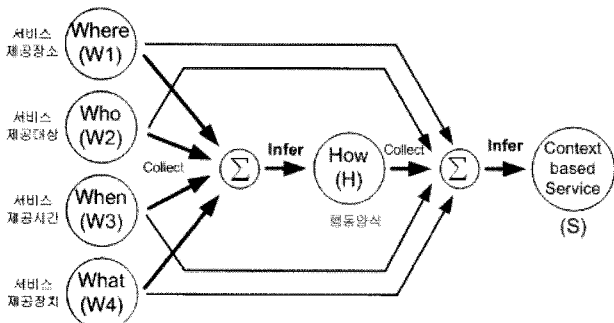 서비스
제공장소
Where
(W1)
서비스
제공대상
Who
(W2)
Collect
서비스
제공시간
When
(W3)
서비스
제공장치
What
(W4)
Σ
Infer
How
(H)
행동양식
Collect
Σ
Infer
Context
based
Service
(S)